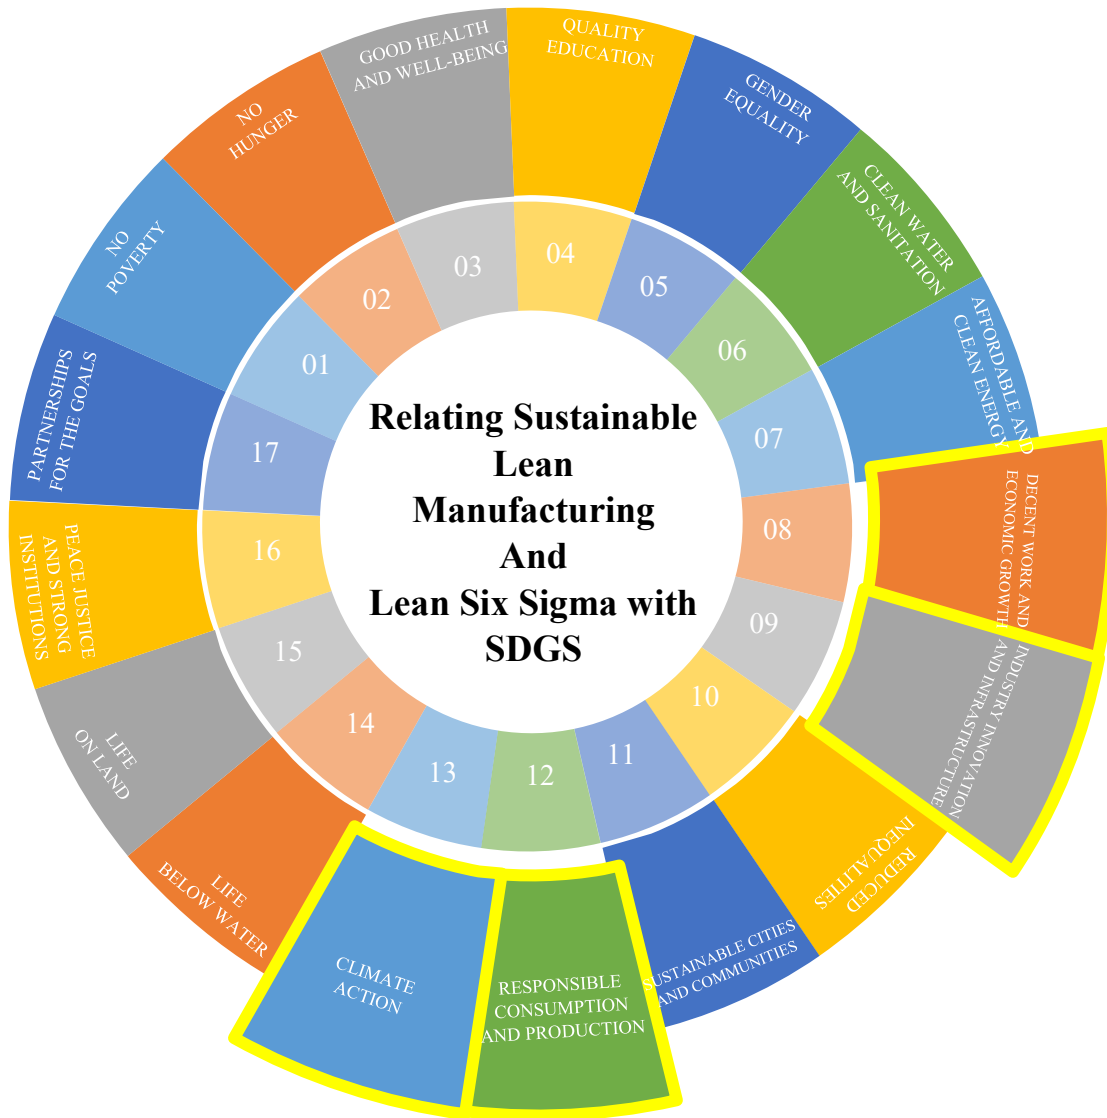 Relating Sustainable
Lean
Manufacturing
And
Lean Six Sigma with
SDGS
01
NO
POVERTY
02
NO
HUNGER
03
GOOD HEALTH
AND WELL-BEING
04
QUALITY
EDUCATION
05
GENDER
EQUALITY
06
CLEAN WATER
AND SANITATION
07
AFFORDABLE AND
CLEAN ENERGY
08
DECENT WORK AND
ECONOMIC GROWTH
09
INDUSTRY INNOVATION
AND INFRASTRUCTURE
10
REDUCED
INEQUALITIES
11
SUSTAINABLE CITIES
AND COMMUNITIES
12
RESPONSIBLE
CONSUMPTION
AND PRODUCTION
13
CLIMATE
ACTION
14
LIFE
BELOW WATER
15
LIFE
ON LAND
16
PEACE JUSTICE
AND STRONG
INSTITUTIONS
17
PARTNERSHIPS
FOR THE GOALS